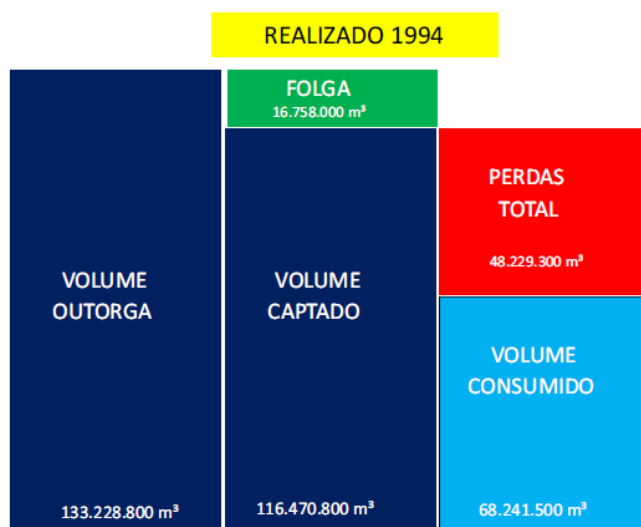 REALIZADO 1994
FOLGA
16.758.000 m³
PERDAS
TOTAL
48.229.300 m³
VOLUME
OUTORGA
VOLUME
CAPTADO
VOLUME
CONSUMIDO
133.228.800 m³
116.470.800 m³
68.241.500 m³